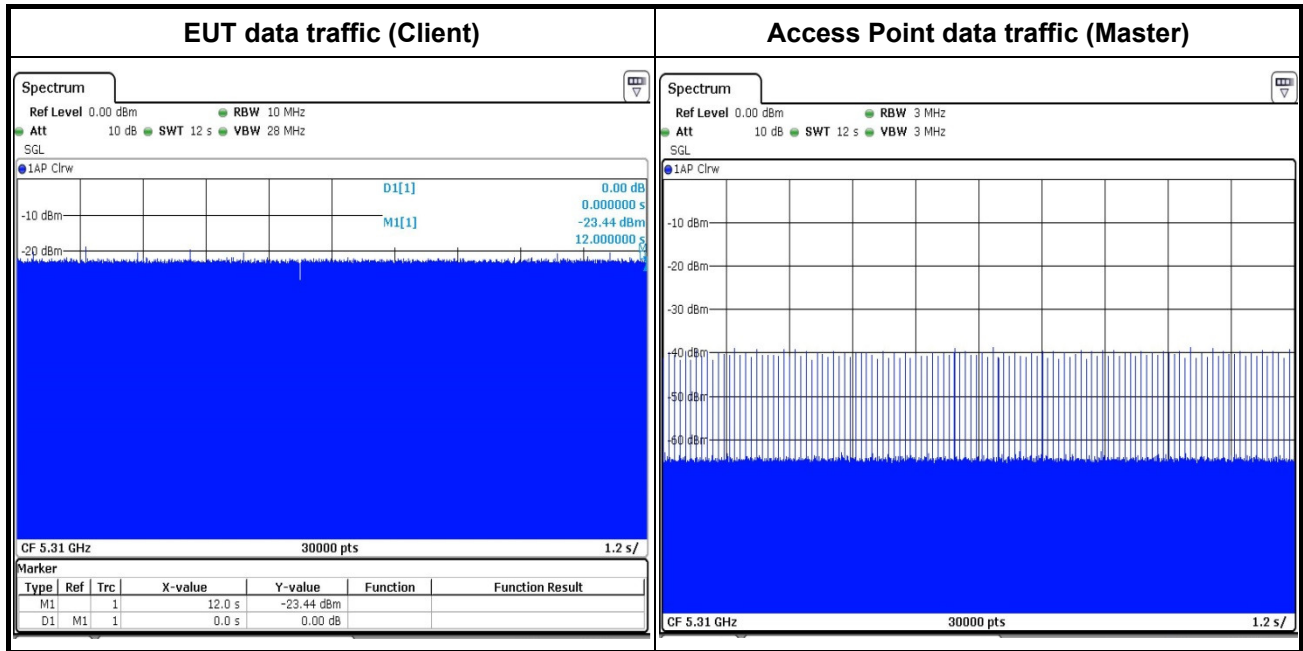 EUT data traffic (Client)
Access Point data traffic (Master)
Spectrum
Ref Level 0.00 dBm RBW 10 MHz
Att 10 dB SWT 12 s VBW 28 MHz
SGL
1AP Clrw
D1[1] 0.00 dB
0.000000 s
M1[1] -23.44 dBm
12.000000 s
-10 dBm
-20 dBm
CF 5.31 GHz 30000 pts 1.2 s/
Marker
Type Ref Trc X-value Y-value Function Function Result
M1 1 12.0 s -23.44 dBm
D1 M1 1 0.0 s 0.00 dB
Spectrum
Ref Level 0.00 dBm RBW 3 MHz
Att 10 dB SWT 12 s VBW 3 MHz
SGL
1AP Clrw
-10 dBm
-20 dBm
-30 dBm
-40 dBm
-50 dBm
-60 dBm
CF 5.31 GHz 30000 pts 1.2 s/